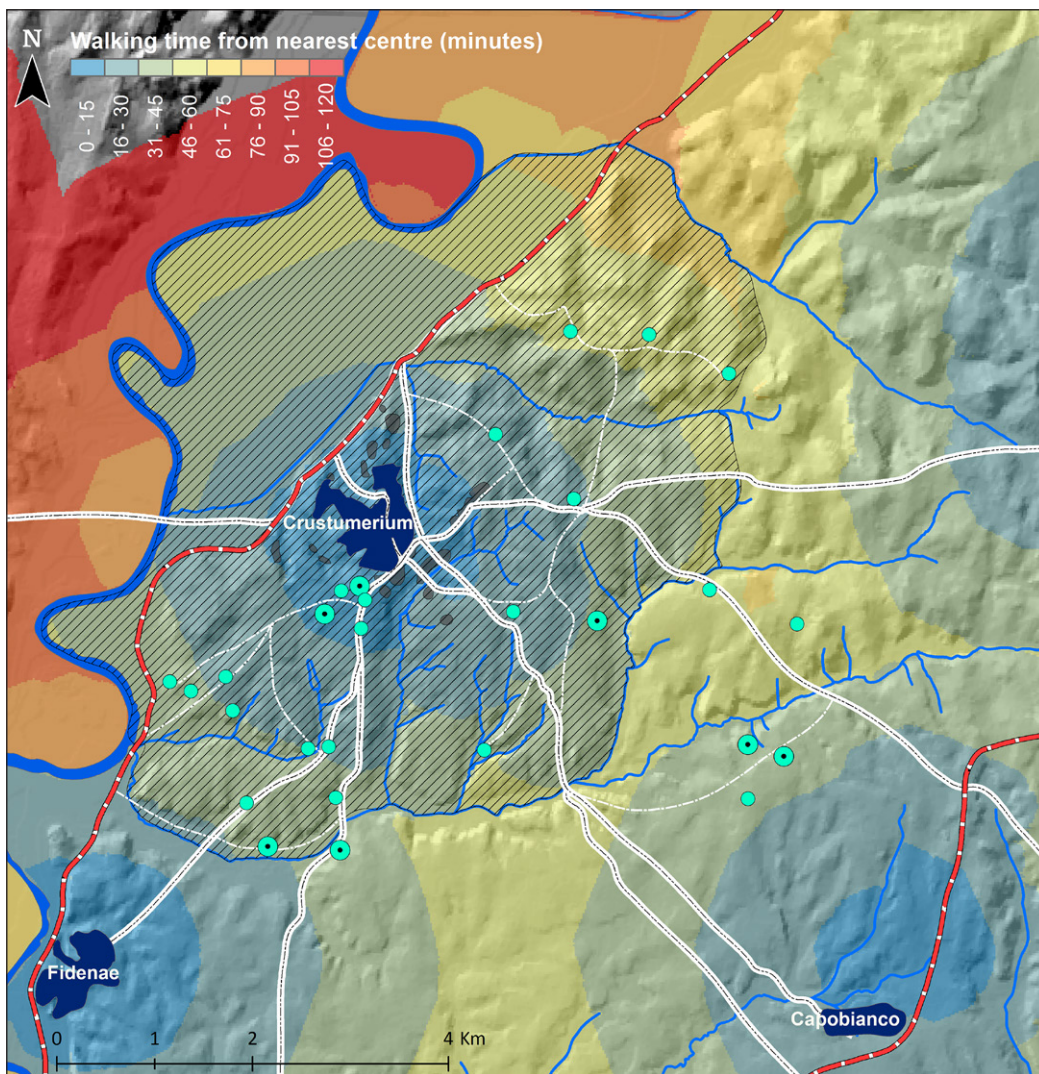 N
Walking time from nearest centre (minutes)
0 - 15
16 - 30
31 - 45
46 - 60
61 - 75
76 - 90
91 - 105
106 - 120
Crustumerium
Fidenae
Capobianco
0 1 2 4 Km